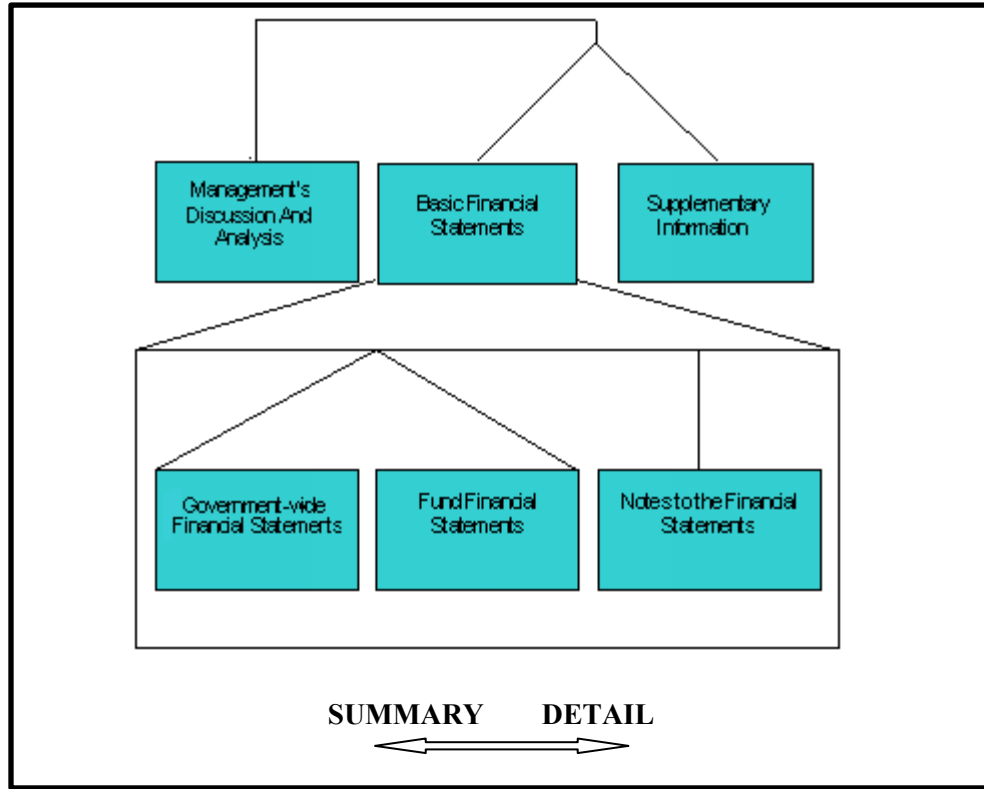 Management's
Discussion And
Analysis
Basic Financial
Statements
Supplementary
Information
Government-wide
Financial Statements
Fund Financial
Statements
Notes to the Financial
Statements
SUMMARY DETAIL